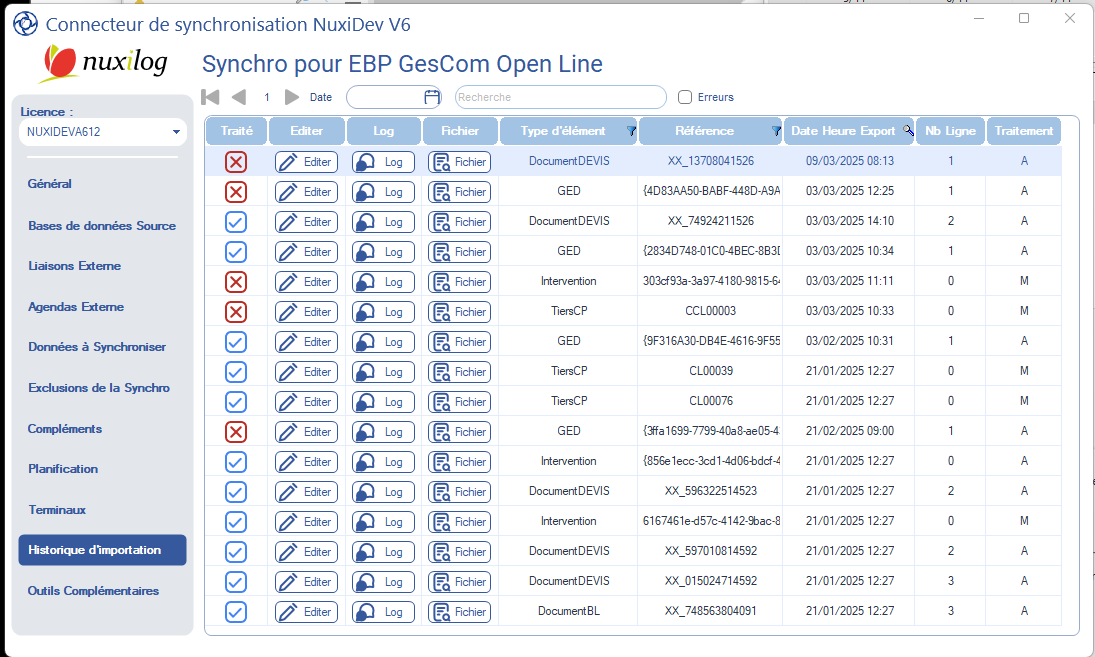 Connecteur de synchronisation NuxiDev V6
nuxilog
Synchro pour EBP GesCom Open Line
1 Date Recherche Erreurs
Licence :
NUXIDEVA612
Général
Bases de données Source
Liaisons Externe
Agendas Externe
Données à Synchroniser
Exclusions de la Synchro
Compléments
Planification
Terminaux
Historique d'importation
Outils Complémentaires
Traité Editer Log Fichier Type d'élément Référence Date Heure Export Nb Ligne Traitement
Editer Log Fichier DocumentDEVIS XX_13708041526 09/03/2025 08:13 1 A
Editer Log Fichier GED {4D83AA50-BABF-448D-A9A 03/03/2025 12:25 1 A
Editer Log Fichier DocumentDEVIS XX_74924211526 03/03/2025 14:10 2 A
Editer Log Fichier GED {2834D748-01C0-4BEC-8B3D 03/03/2025 10:34 1 A
Editer Log Fichier Intervention 303cf93a-3a97-4180-9815-64 03/03/2025 11:11 0 M
Editer Log Fichier TiersCP CCL00003 03/03/2025 10:33 0 M
Editer Log Fichier GED {9F316A30-DB4E-4616-9F55 03/02/2025 10:31 1 A
Editer Log Fichier TiersCP CL00039 21/01/2025 12:27 0 M
Editer Log Fichier TiersCP CL00076 21/01/2025 12:27 0 M
Editer Log Fichier GED {3ffa1699-7799-40a8-ae05-4 21/02/2025 09:00 1 A
Editer Log Fichier Intervention {856e1ecc-3cd1-4d06-bdcf-4 21/01/2025 12:27 0 A
Editer Log Fichier DocumentDEVIS XX_596322514523 21/01/2025 12:27 2 A
Editer Log Fichier Intervention 6167461e-d57c-4142-9bac-8 21/01/2025 12:27 0 M
Editer Log Fichier DocumentDEVIS XX_597010814592 21/01/2025 12:27 2 A
Editer Log Fichier DocumentDEVIS XX_015024714592 21/01/2025 12:27 3 A
Editer Log Fichier DocumentBL XX_748563804091 21/01/2025 12:27 3 A